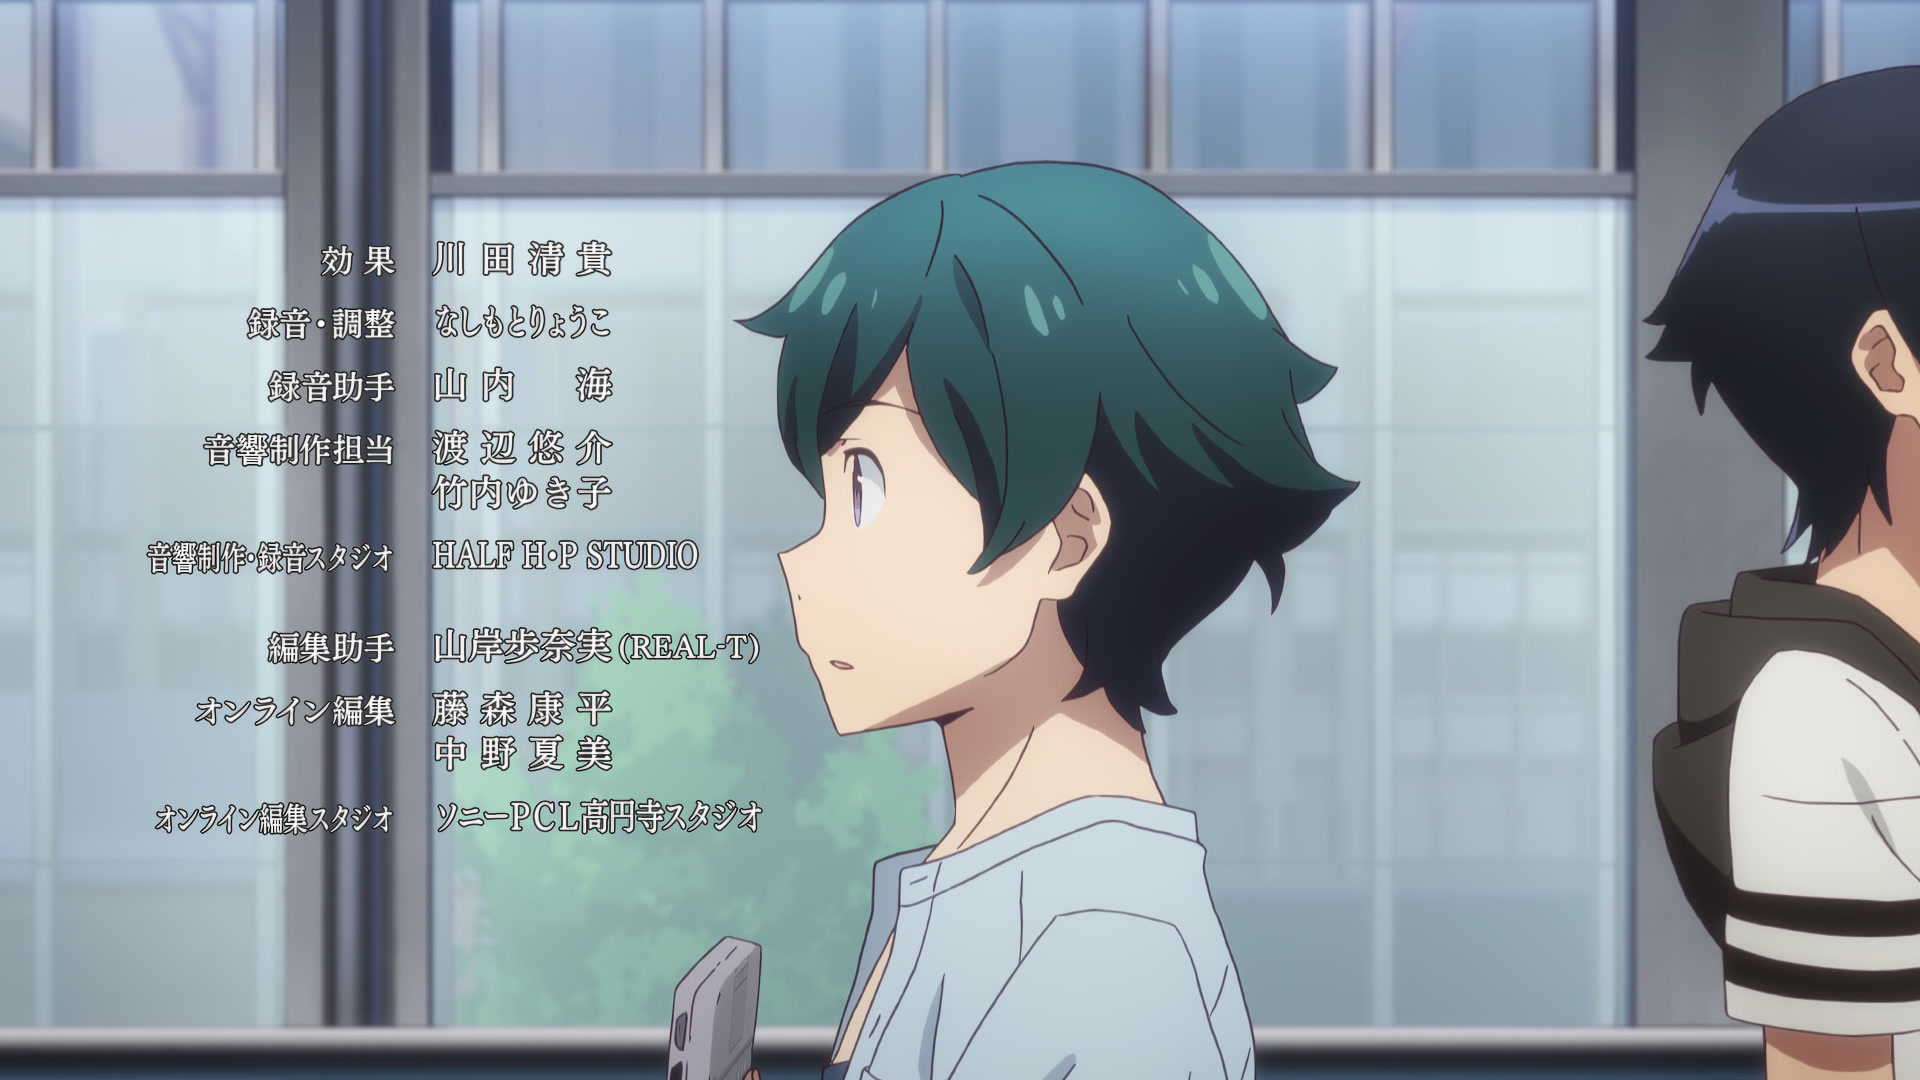 効果 川田清貴
録音・調整 なしもとりょうこ
録音助手 山内 海
音響制作担当 渡辺悠介
竹内ゆき子
音響制作・録音スタジオ HALF H・P STUDIO
編集助手 山岸歩奈実(REAL-T)
オンライン編集 藤森康平
中野夏美
オンライン編集スタジオ ソニーPCL高円寺スタジオ